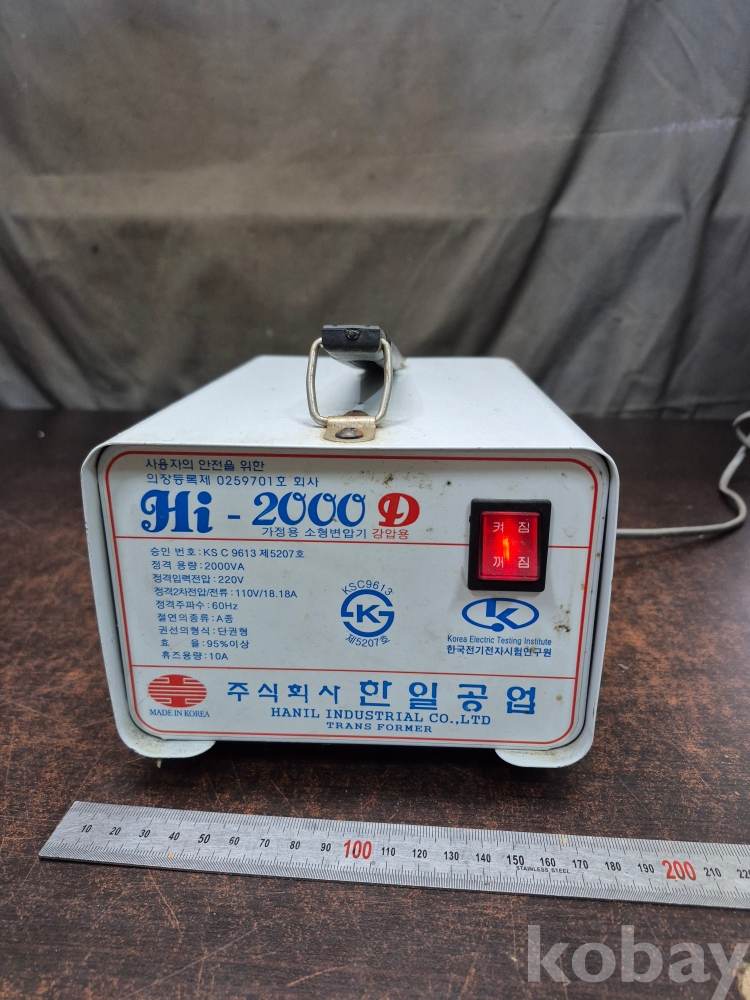 사용자의 안전을 위한
의장등록제 0259701호 회사
Hi - 2000 D
가정용 소형변압기 강압용
켜 짐
꺼 짐
승인 번호: KS C 9613 제5207호
정격 용량: 2000VA
정격입력전압: 220V
정격2차전압/전류: 110V/18.18A
정격주파수: 60Hz
절연의종류: A종
권선의형식: 단권형
효 율: 95%이상
휴즈용량: 10A
KSC9613
K
제5207호
k
Korea Electric Testing Institute
한국전기전자시험연구원
MADE IN KOREA
주식회사 한일공업
HANIL INDUSTRIAL CO.,LTD
TRANS FORMER
10 20 30 40 50 60 70 80 90 100 110 120 130 140 150 160 170 180 190 200 210
STAINLESS STEEL
kobay